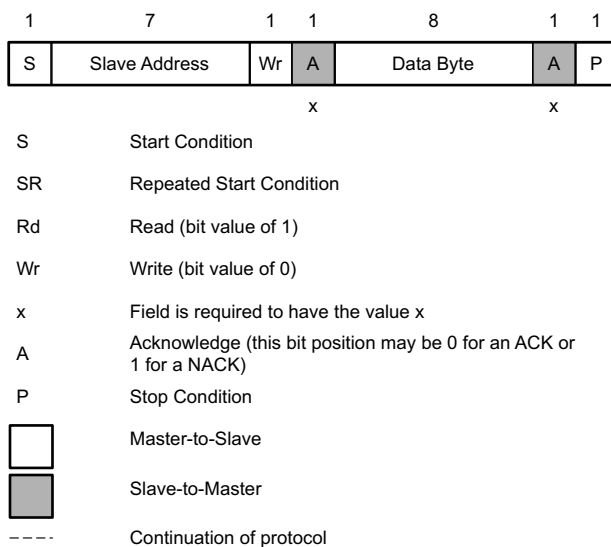 1 7 1 1 8 1 1
S Slave Address Wr A Data Byte A P
x x
S Start Condition
SR Repeated Start Condition
Rd Read (bit value of 1)
Wr Write (bit value of 0)
x Field is required to have the value x
A Acknowledge (this bit position may be 0 for an ACK or
1 for a NACK)
P Stop Condition
Master-to-Slave
Slave-to-Master
Continuation of protocol